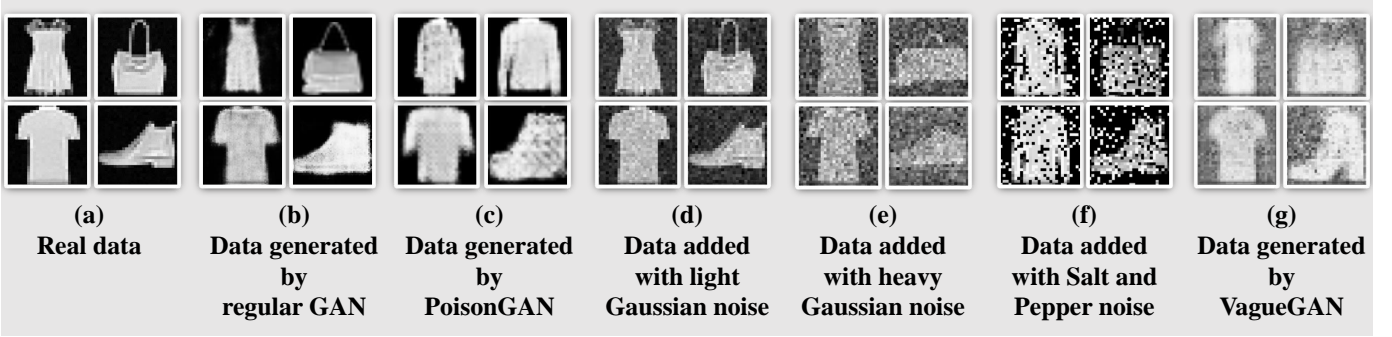 (a)
Real data
(b)
Data generated
by
regular GAN
(c)
Data generated
by
PoisonGAN
(d)
Data added
with light
Gaussian noise
(e)
Data added
with heavy
Gaussian noise
(f)
Data added
with Salt and
Pepper noise
(g)
Data generated
by
VagueGAN